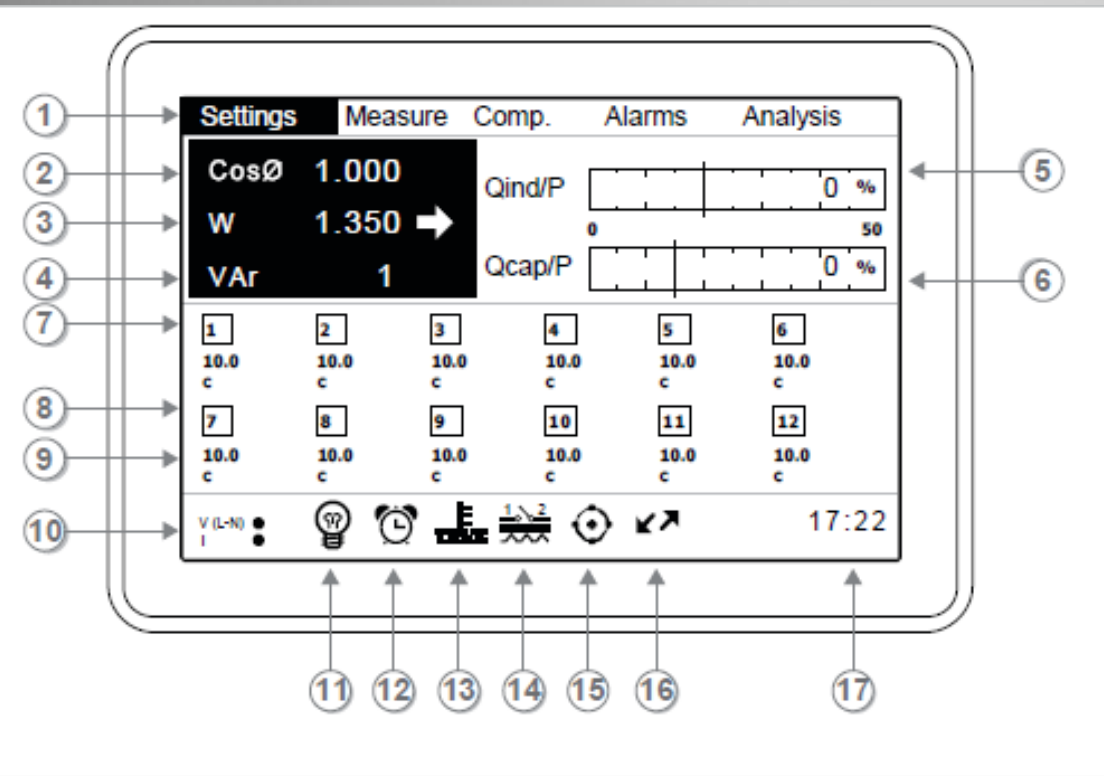 1 Settings Measure Comp. Alarms Analysis
2 CosØ 1.000 Qind/P 0 % 5
3 W 1.350
0 50
4 VAr 1 Qcap/P 0 % 6
7 1 2 3 4 5 6
10.0 10.0 10.0 10.0 10.0 10.0
c c c c c c
8 7 8 9 10 11 12
9 10.0 10.0 10.0 10.0 10.0 10.0
c c c c c c
10 V (L-N) 1 2 17:22
I
11 12 13 14 15 16 17